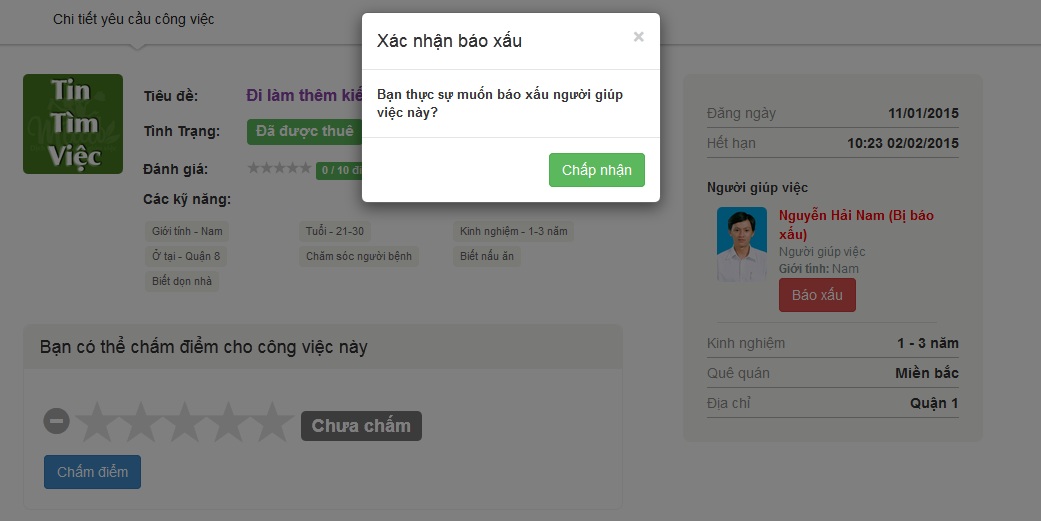 Chi tiết yêu cầu công việc
Xác nhận báo xấu
×
Bạn thực sự muốn báo xấu người giúp
việc này?
Chấp nhận
Tin
Tìm
Việc
Tiêu đề: Đi làm thêm
Tình Trạng: Đã được thuê
Đánh giá: 0 / 10
Các kỹ năng:
Giới tính - Nam
Tuổi - 21-30
Kinh nghiệm - 1-3 năm
Ở tại - Quận 8
Chăm sóc người bệnh
Biết nấu ăn
Biết dọn nhà
Bạn có thể chấm điểm cho công việc này
Chưa chấm
Chấm điểm
Đăng ngày 11/01/2015
Hết hạn 10:23 02/02/2015
Người giúp việc
Nguyễn Hải Nam (Bị báo
xấu)
Người giúp việc
Giới tình: Nam
Báo xấu
Kinh nghiệm 1 - 3 năm
Quê quán Miền bắc
Địa chỉ Quận 1